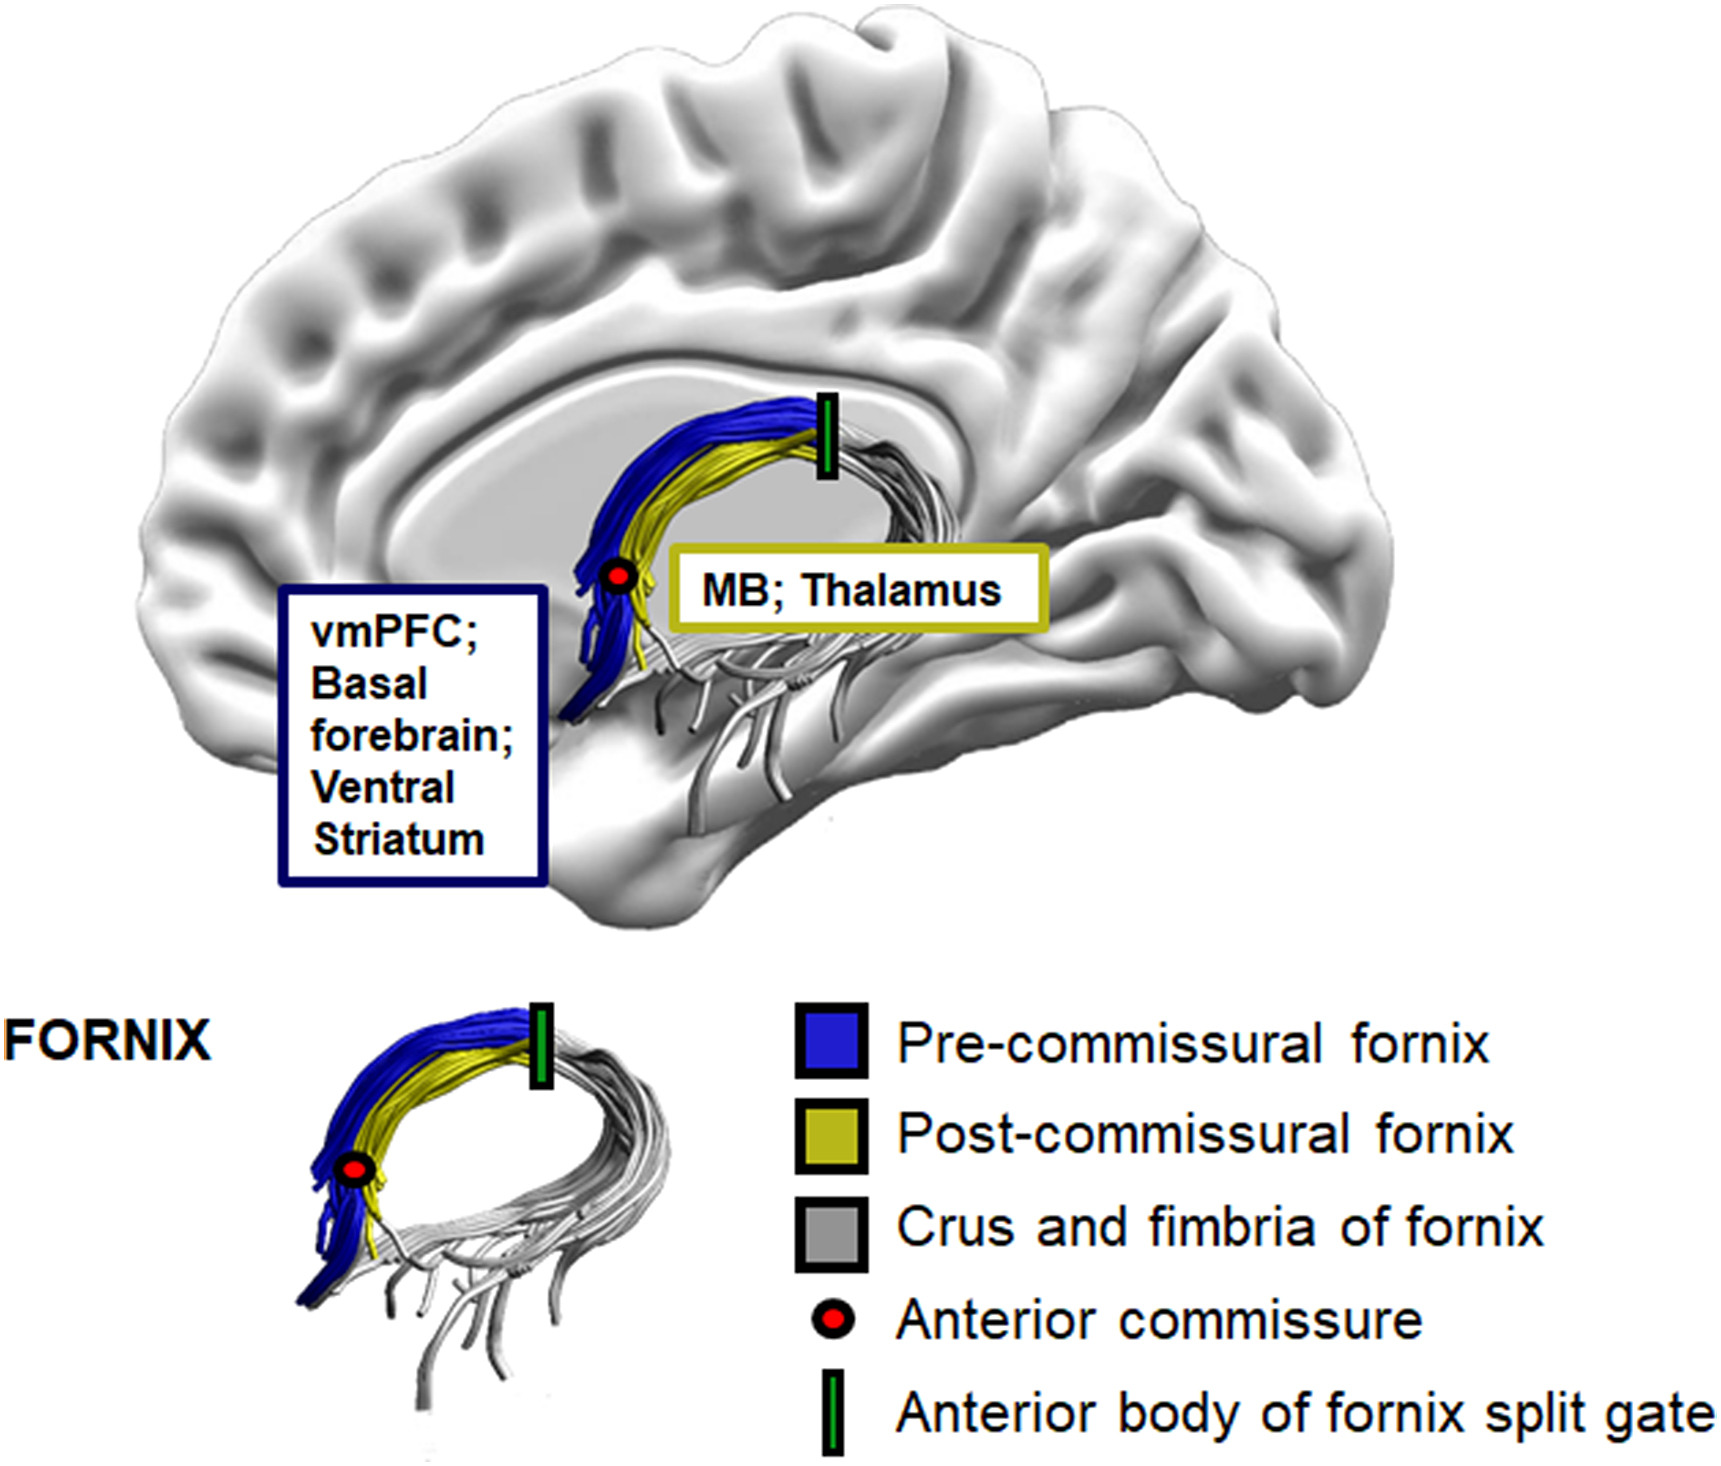 vmPFC;
Basal
forebrain;
Ventral
Striatum
MB; Thalamus
FORNIX
Pre-commissural fornix
Post-commissural fornix
Crus and fimbria of fornix
Anterior commissure
Anterior body of fornix split gate